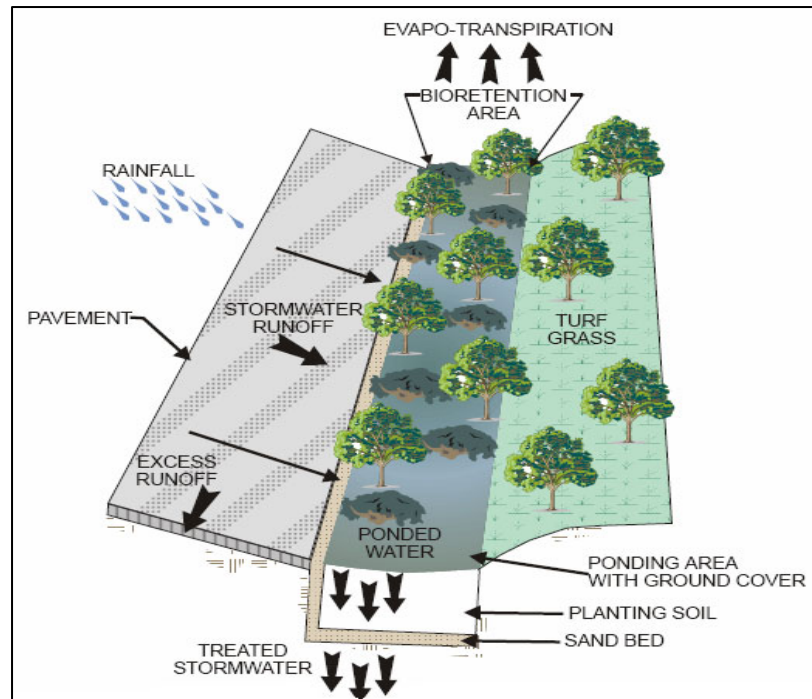 EVAPO-TRANSPIRATION
BIORETENTION
AREA
RAINFALL
PAVEMENT
STORMWATER
RUNOFF
TURF
GRASS
EXCESS
RUNOFF
PONDED
WATER
PONDING AREA
WITH GROUND COVER
PLANTING SOIL
SAND BED
TREATED
STORMWATER